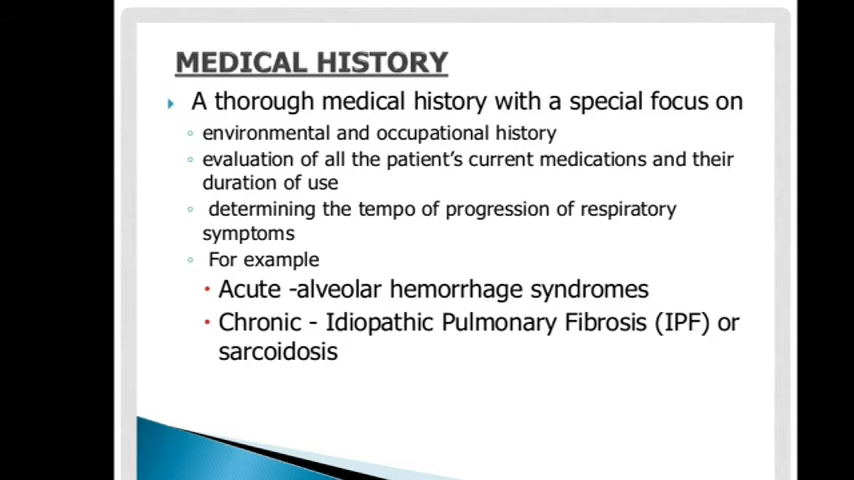 MEDICAL HISTORY
A thorough medical history with a special focus on
environmental and occupational history
evaluation of all the patient's current medications and their
duration of use
determining the tempo of progression of respiratory
symptoms
For example
Acute -alveolar hemorrhage syndromes
Chronic - Idiopathic Pulmonary Fibrosis (IPF) or
sarcoidosis